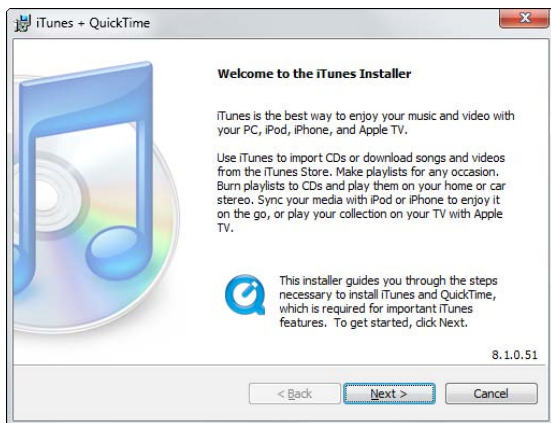 iTunes + QuickTime
Welcome to the iTunes Installer
iTunes is the best way to enjoy your music and video with
your PC, iPod, iPhone, and Apple TV.
Use iTunes to import CDs or download songs and videos
from the iTunes Store. Make playlists for any occasion.
Burn playlists to CDs and play them on your home or car
stereo. Sync your media with iPod or iPhone to enjoy it
on the go, or play your collection on your TV with Apple
TV.
This installer guides you through the steps
necessary to install iTunes and QuickTime,
which is required for important iTunes
features. To get started, click Next.
8.1.0.51
< Back
Next >
Cancel